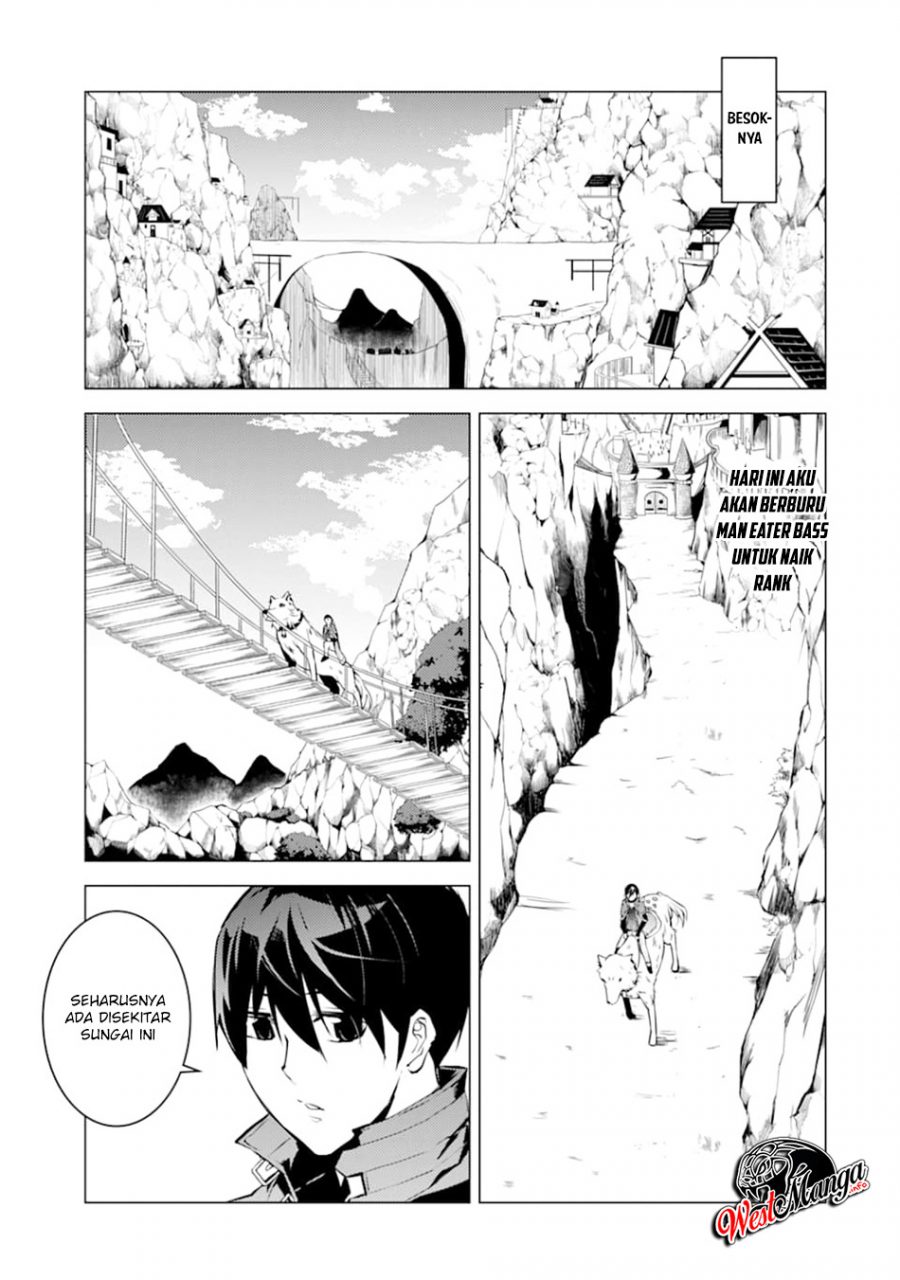 BESOK-
NYA
HARI INI AKU
AKAN BERBURU
MAN EATER BASS
UNTUK NAIK
RANK
SEHARUSNYA
ADA DISEKITAR
SUNGAI INI
WestManga
.info